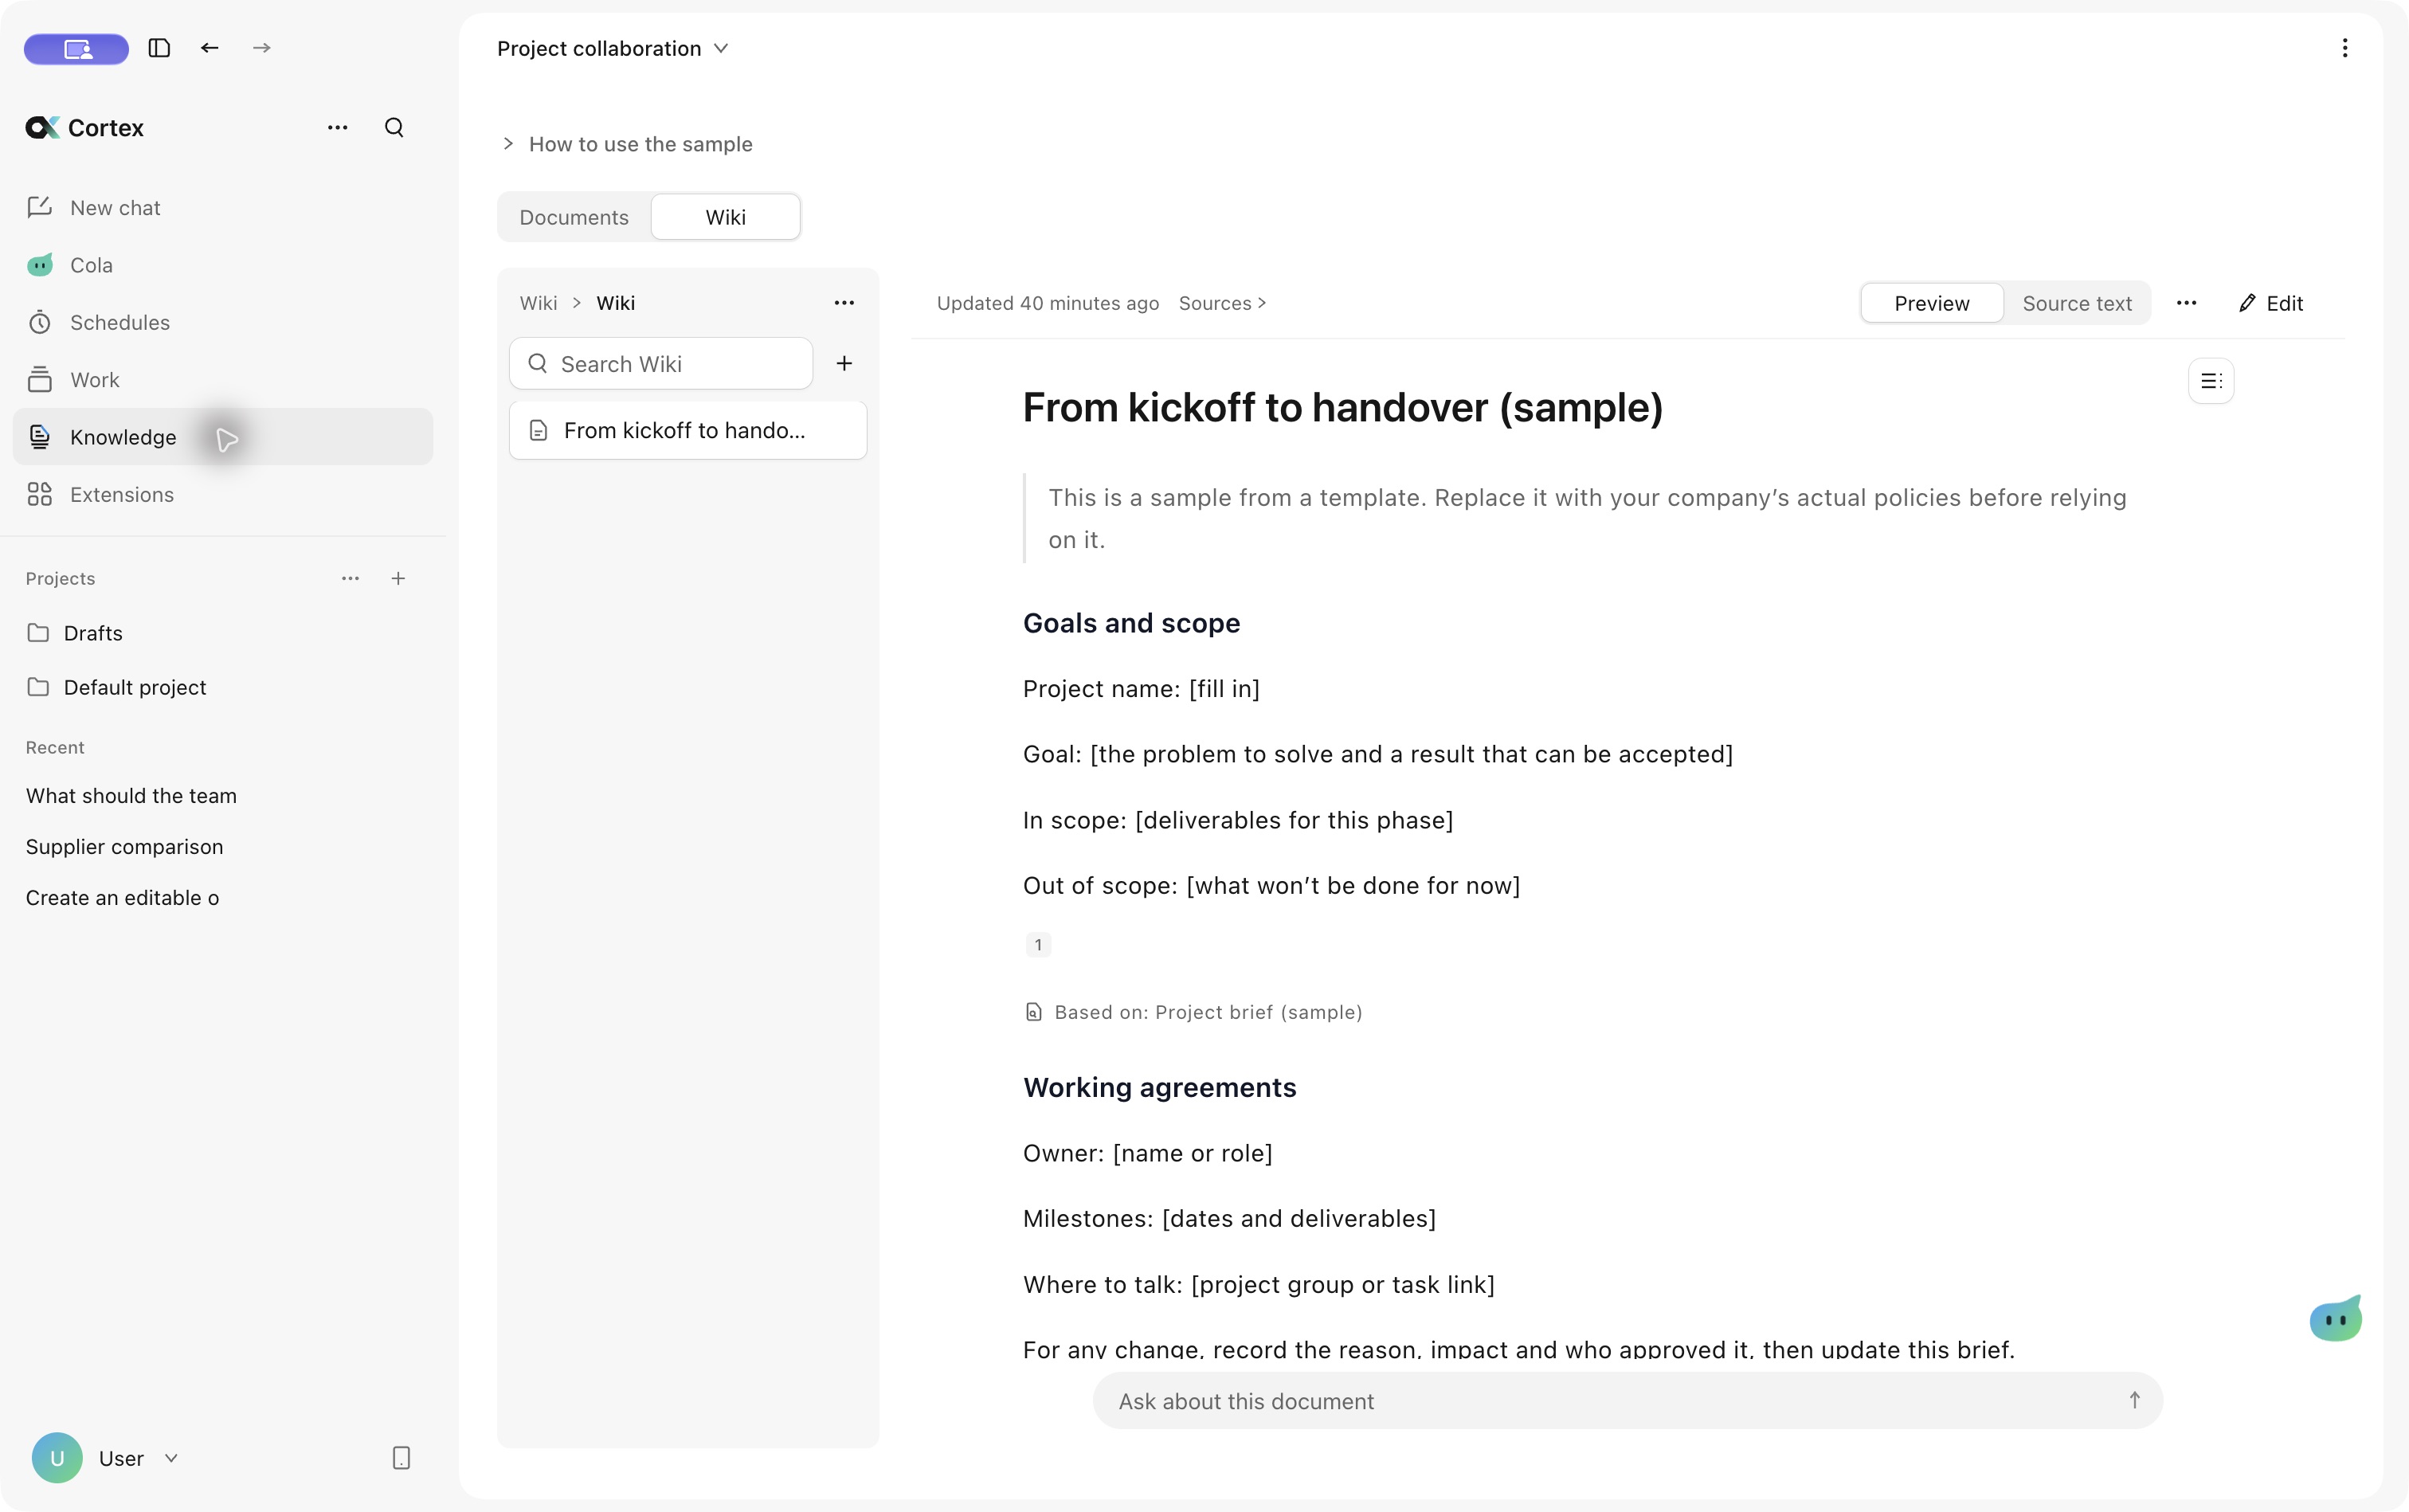 Cortex
New chat
Cola
Schedules
Work
Knowledge
Extensions
Projects
Drafts
Default project
Recent
What should the team
Supplier comparison
Create an editable o
U
User
Project collaboration
How to use the sample
Documents
Wiki
Wiki > Wiki
Search Wiki
From kickoff to hando...
Updated 40 minutes ago
Sources >
Preview
Source text
Edit
From kickoff to handover (sample)
This is a sample from a template. Replace it with your company’s actual policies before relying
on it.
Goals and scope
Project name: [fill in]
Goal: [the problem to solve and a result that can be accepted]
In scope: [deliverables for this phase]
Out of scope: [what won’t be done for now]
1
Based on: Project brief (sample)
Working agreements
Owner: [name or role]
Milestones: [dates and deliverables]
Where to talk: [project group or task link]
For any change, record the reason, impact and who approved it, then update this brief.
Ask about this document